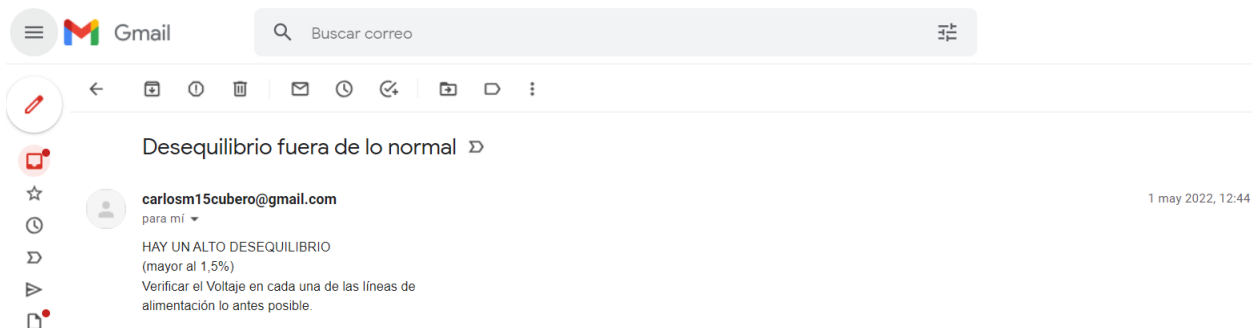 Gmail
Buscar correo
Desequilibrio fuera de lo normal
carlosm15cubero@gmail.com
1 may 2022, 12:44
para mí
HAY UN ALTO DESEQUILIBRIO
(mayor al 1,5%)
Verificar el Voltaje en cada una de las líneas de
alimentación lo antes posible.